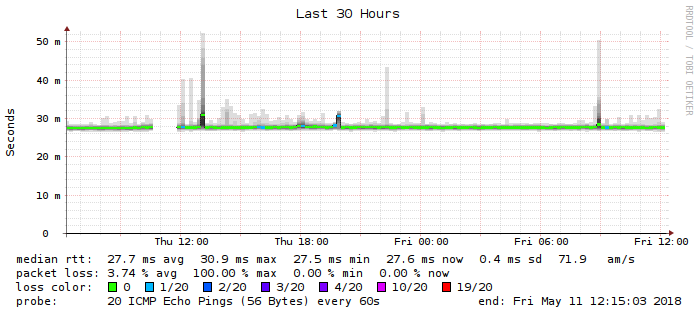 Last 30 Hours
RRDTOOL / TOBI OETIKER
Seconds
50 m
40 m
30 m
20 m
10 m
0
Thu 12:00 Thu 18:00 Fri 00:00 Fri 06:00 Fri 12:00
median rtt: 27.7 ms avg 30.9 ms max 27.5 ms min 27.6 ms now 0.4 ms sd 71.9 am/s
packet loss: 3.74 % avg 100.00 % max 0.00 % min 0.00 % now
loss color: 0 1/20 2/20 3/20 4/20 10/20 19/20
probe: 20 ICMP Echo Pings (56 Bytes) every 60s end: Fri May 11 12:15:03 2018